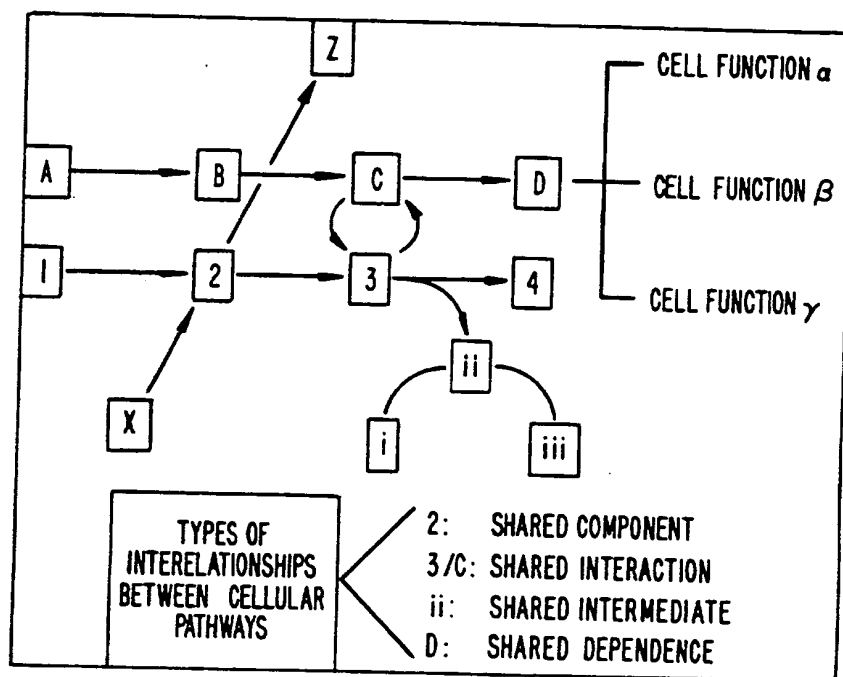 Z
CELL FUNCTION α
A
B
C
D
CELL FUNCTION β
1
2
3
4
CELL FUNCTION γ
ii
X
i
iii
TYPES OF
INTERELATIONSHIPS
BETWEEN CELLULAR
PATHWAYS
2: SHARED COMPONENT
3/C: SHARED INTERACTION
ii: SHARED INTERMEDIATE
D: SHARED DEPENDENCE